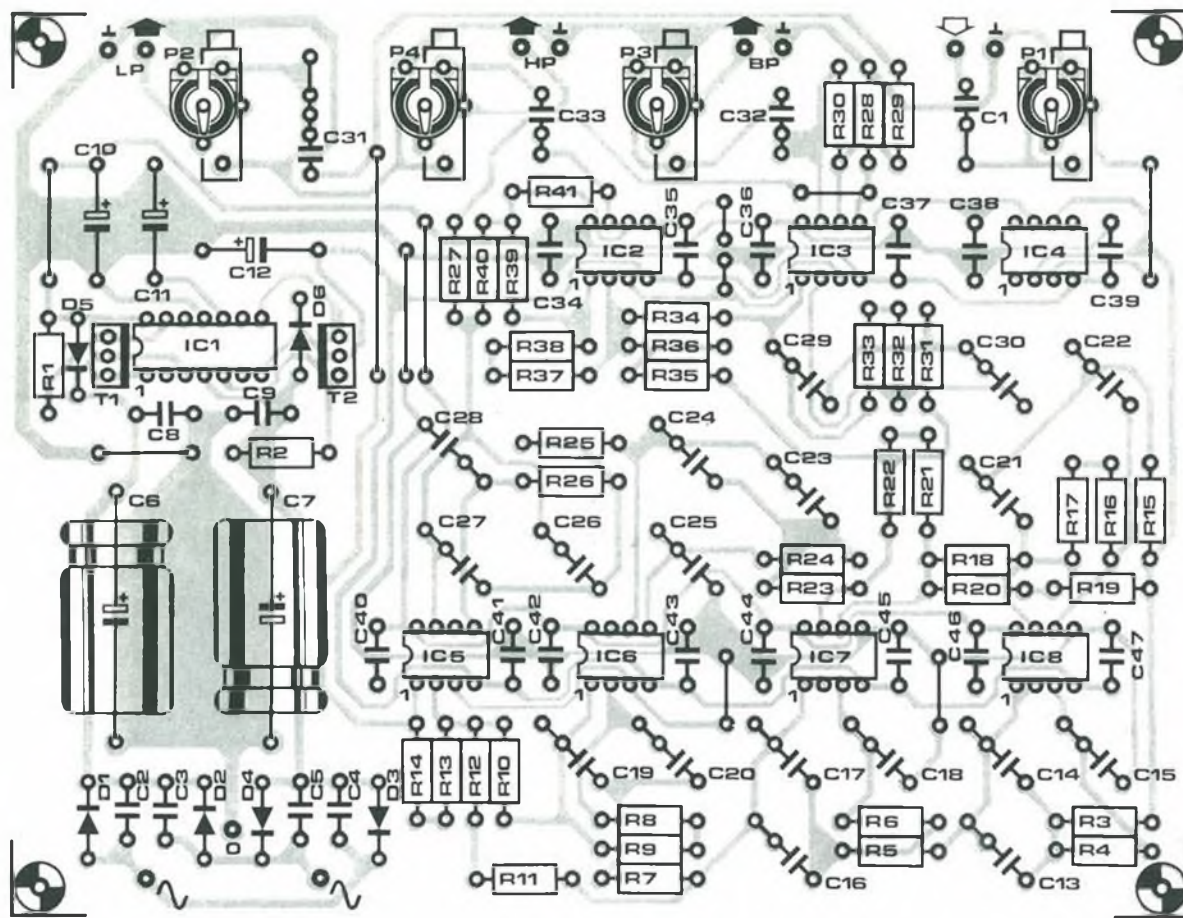 LP
P2
P4
HP
P3
BP
P1
C31
C33
C32
R30
R28
R29
C1
C10
C11
C12
R41
C35
C36
C37
C38
R27
R40
R39
C34
IC2
IC3
IC4
C39
1
1
1
D5
D6
R1
T1
IC1
T2
1
R34
R38
R36
R37
R35
C29
R33
R32
R31
C30
C22
C8
C9
R2
C28
R25
R26
C24
C23
R22
R21
C21
R17
R16
R15
C6
C7
C27
C26
C25
R24
R23
R18
R20
R19
C40
IC5
C41
C42
IC6
C43
C44
IC7
C45
C46
IC8
C47
1
1
1
1
R14
R13
R12
R10
C19
C20
C17
C18
C14
C15
D1
C2
C3
D2
D4
C5
C4
D3
0
R8
R9
R7
R11
R6
R5
R3
R4
C16
C13